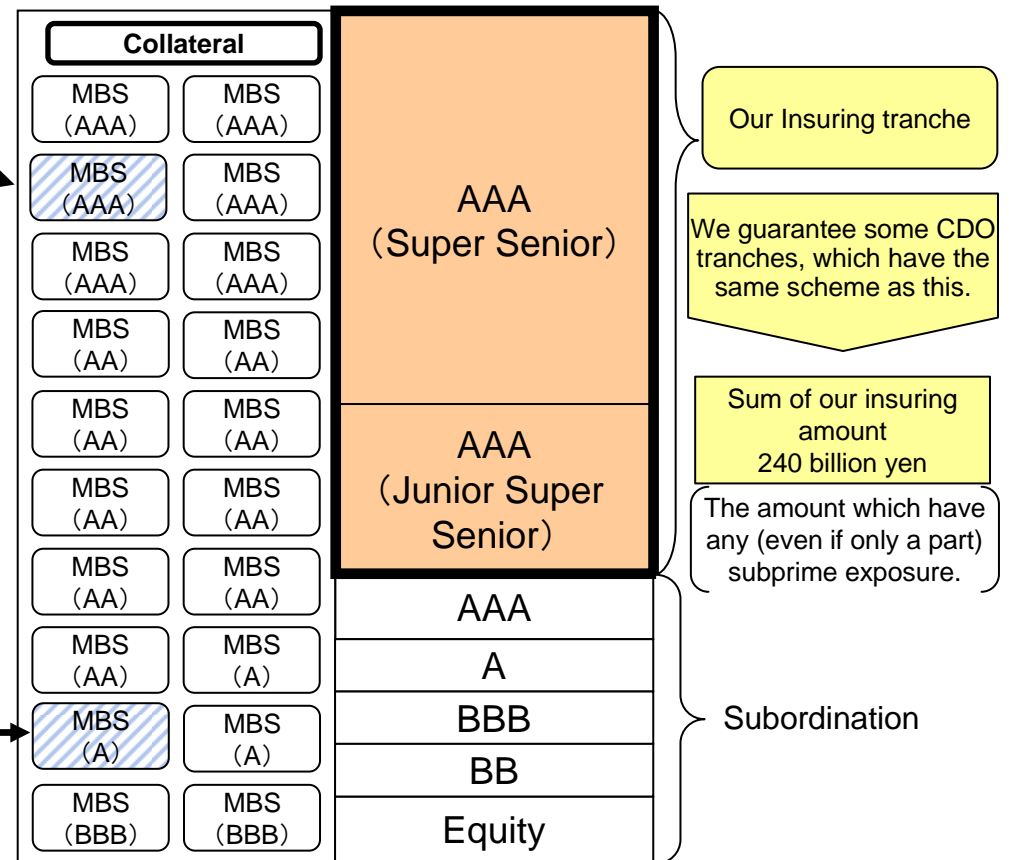 Collateral
MBS
（AAA）
MBS
（AAA）
MBS
（AAA）
MBS
（AAA）
MBS
（AAA）
MBS
（AAA）
MBS
（AA）
MBS
（AA）
MBS
（AA）
MBS
（AA）
MBS
（AA）
MBS
（AA）
MBS
（AA）
MBS
（AA）
MBS
（AA）
MBS
（A）
MBS
（A）
MBS
（A）
MBS
（BBB）
MBS
（BBB）
AAA
（Super Senior）
AAA
（Junior Super
Senior）
AAA
A
BBB
BB
Equity
Our Insuring tranche
We guarantee some CDO
tranches, which have the
same scheme as this.
Sum of our insuring
amount
240 billion yen
The amount which have
any (even if only a part)
subprime exposure.
Subordination